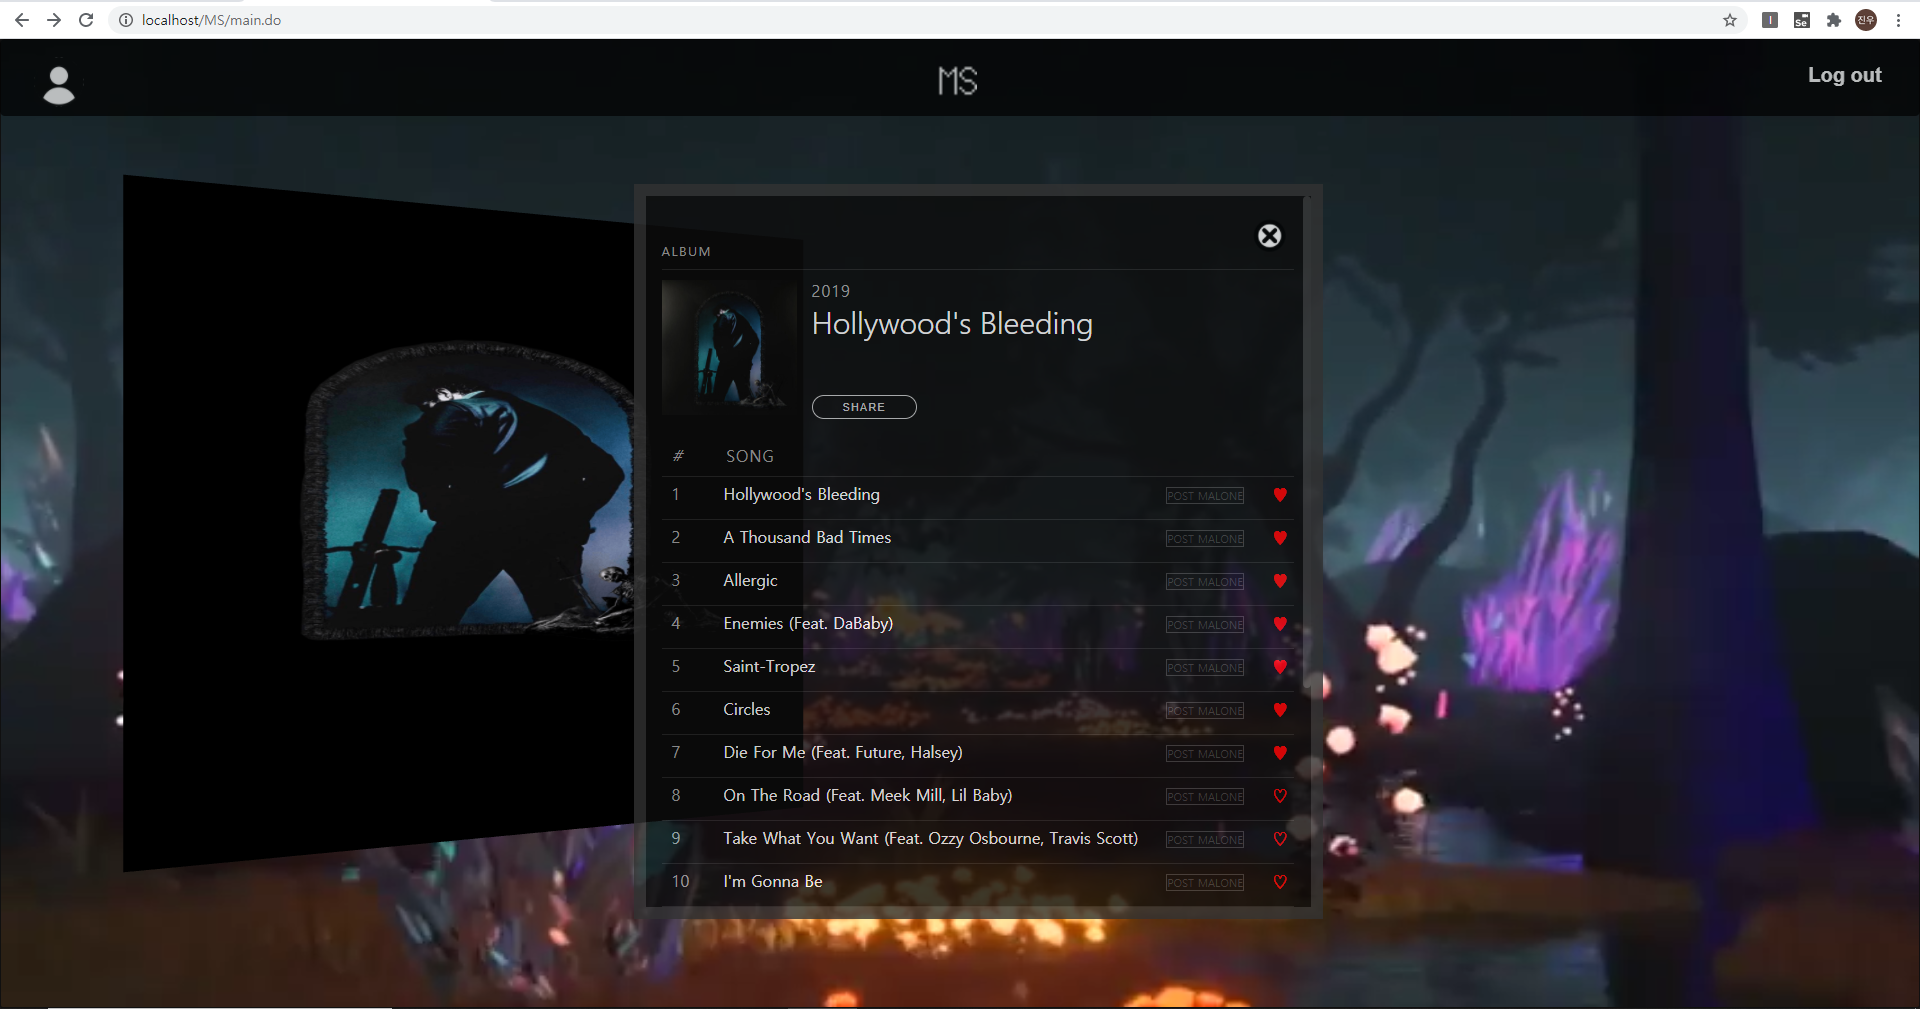 localhost/MS/main.do
진우
MS
Log out
ALBUM
2019
Hollywood's Bleeding
SHARE
# SONG
1 Hollywood's Bleeding POST MALONE
2 A Thousand Bad Times POST MALONE
3 Allergic POST MALONE
4 Enemies (Feat. DaBaby) POST MALONE
5 Saint-Tropez POST MALONE
6 Circles POST MALONE
7 Die For Me (Feat. Future, Halsey) POST MALONE
8 On The Road (Feat. Meek Mill, Lil Baby) POST MALONE
9 Take What You Want (Feat. Ozzy Osbourne, Travis Scott) POST MALONE
10 I'm Gonna Be POST MALONE